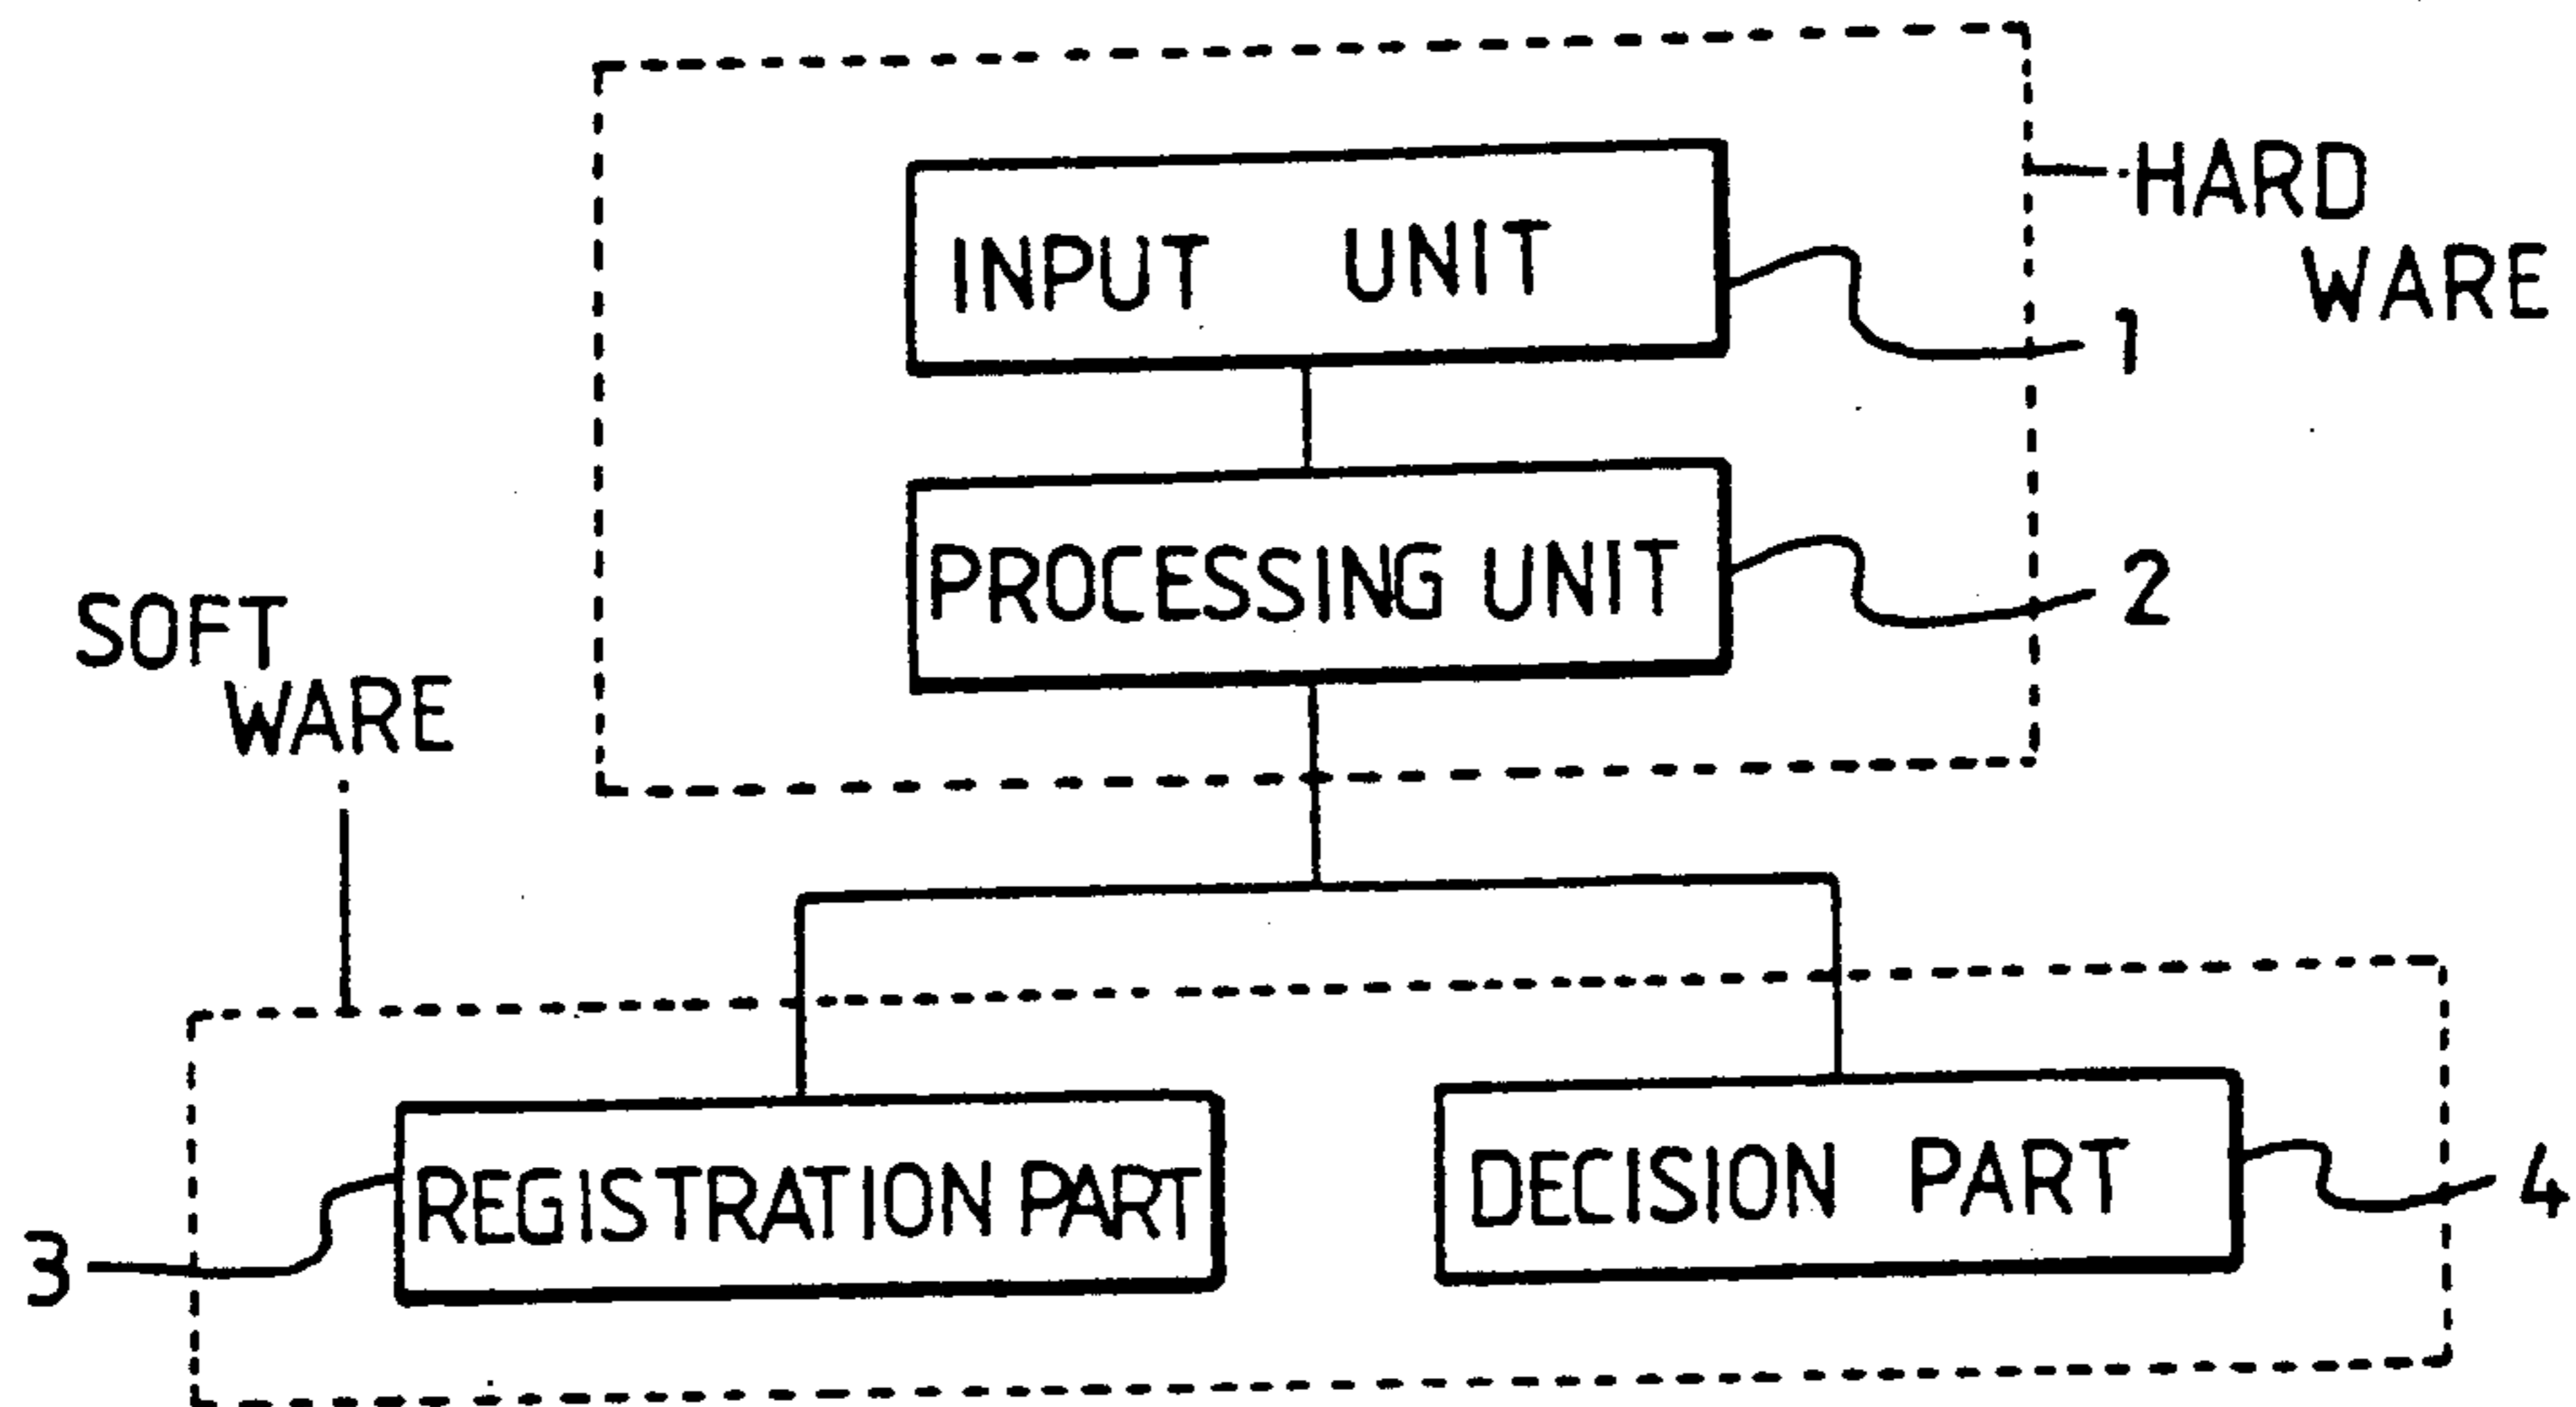 HARD
WARE
INPUT UNIT
1
PROCESSING UNIT
2
SOFT
WARE
REGISTRATION PART
3
DECISION PART
4